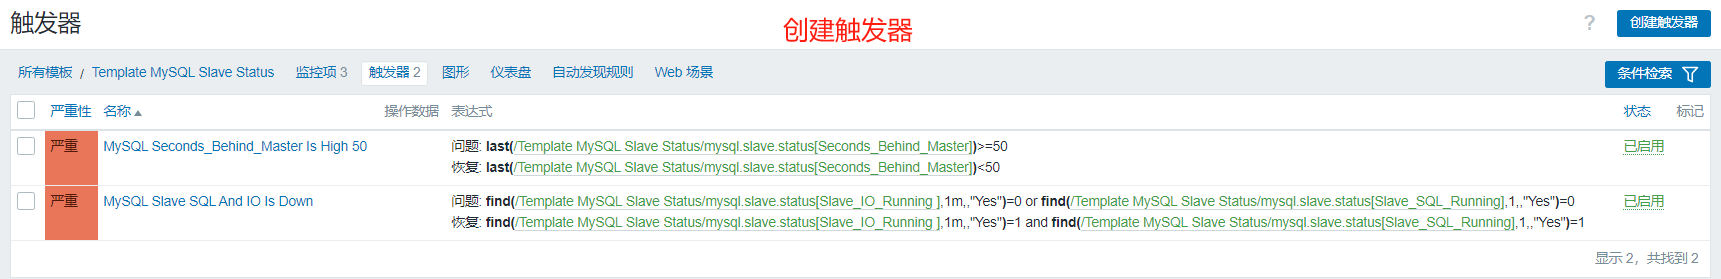 触发器
创建触发器
? 创建触发器
所有模板 / Template MySQL Slave Status 监控项 3 触发器 2 图形 仪表盘 自动发现规则 Web 场景
条件检索
严重性 名称 操作数据 表达式 状态 标记
严重 MySQL Seconds_Behind_Master Is High 50 问题: last(/Template MySQL Slave Status/mysql.slave.status[Seconds_Behind_Master])>=50 已启用
恢复: last(/Template MySQL Slave Status/mysql.slave.status[Seconds_Behind_Master])<50
严重 MySQL Slave SQL And IO Is Down 问题: find(/Template MySQL Slave Status/mysql.slave.status[Slave_IO_Running ],1m,,"Yes")=0 or find(/Template MySQL Slave Status/mysql.slave.status[Slave_SQL_Running],1,,"Yes")=0 已启用
恢复: find(/Template MySQL Slave Status/mysql.slave.status[Slave_IO_Running ],1m,,"Yes")=1 and find(/Template MySQL Slave Status/mysql.slave.status[Slave_SQL_Running],1,,"Yes")=1
显示 2，共找到 2